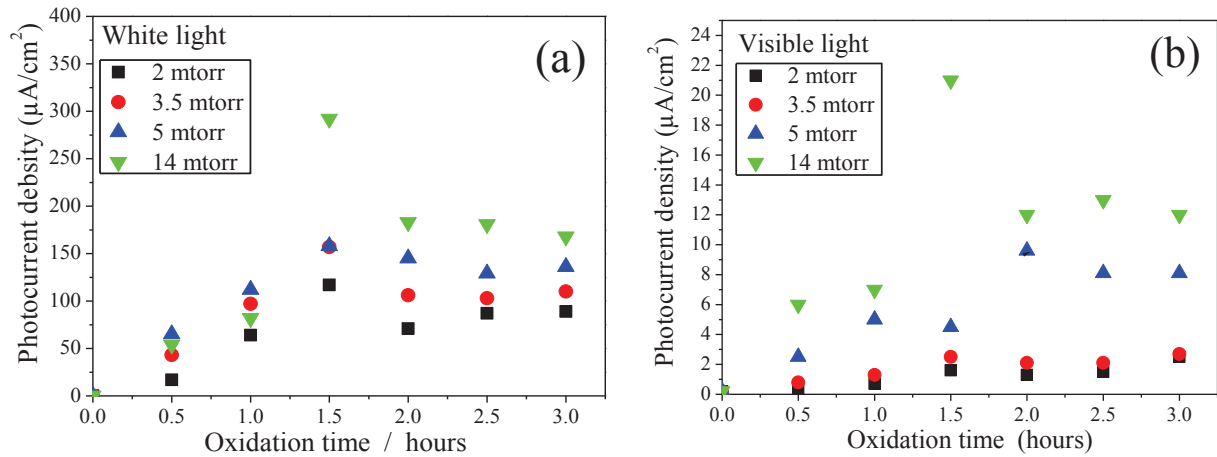 White light
(a)
2 mtorr
3.5 mtorr
5 mtorr
14 mtorr
Photocurrent debsity (μA/cm²)
400
350
300
250
200
150
100
50
0
0.0 0.5 1.0 1.5 2.0 2.5 3.0
Oxidation time / hours
Visible light
(b)
2 mtorr
3.5 mtorr
5 mtorr
14 mtorr
Photocurrent density (μA/cm²)
24
22
20
18
16
14
12
10
8
6
4
2
0
0.0 0.5 1.0 1.5 2.0 2.5 3.0
Oxidation time (hours)